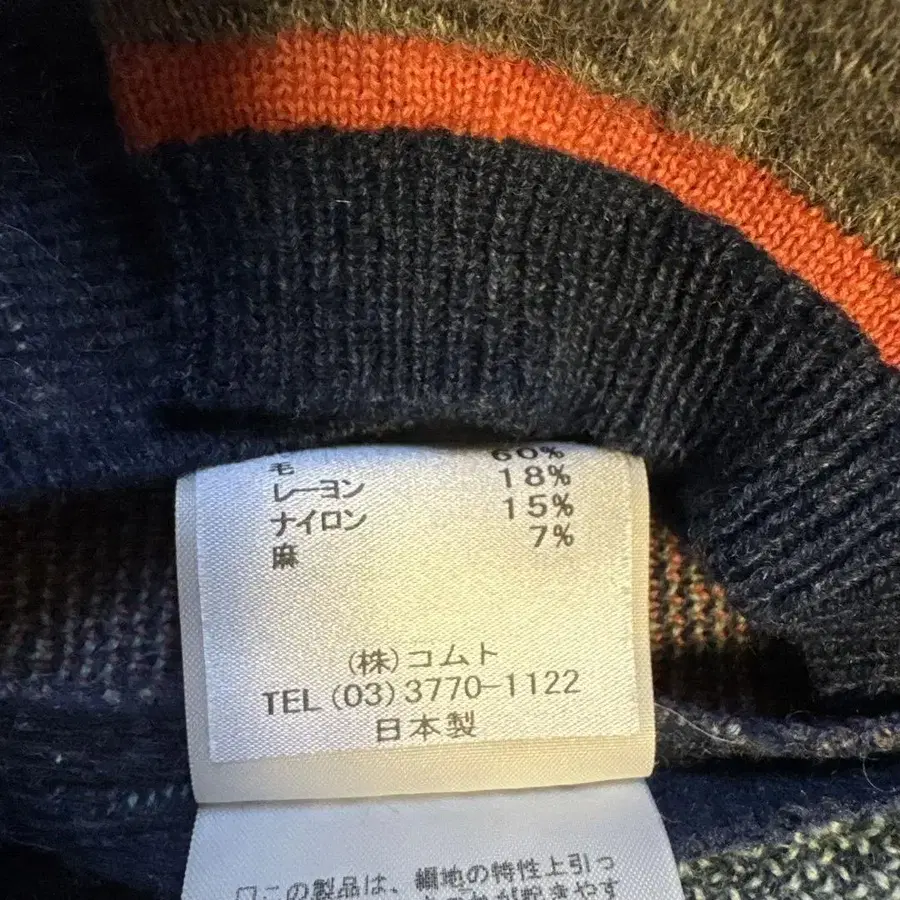 毛 60%
レーヨン 18%
ナイロン 15%
麻 7%
(株)コムト
TEL (03) 3770-1122
日本製
□この製品は、編地の特性上引っ